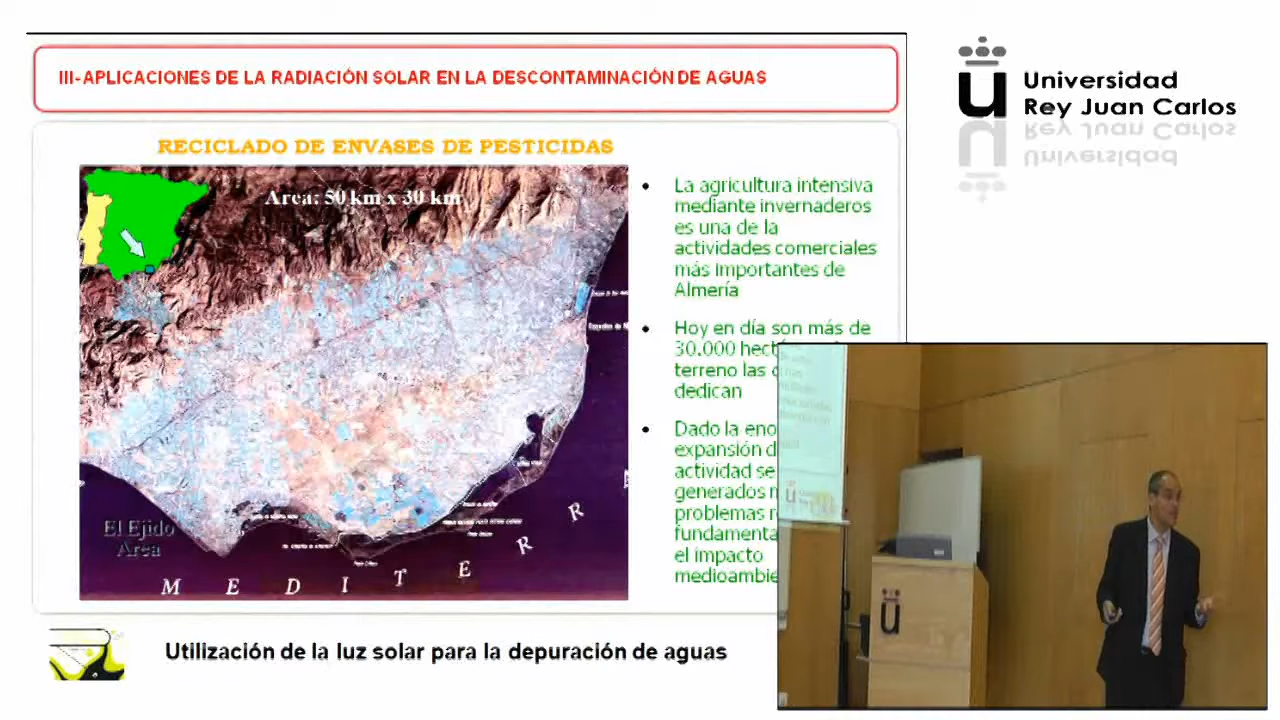 III-APLICACIONES DE LA RADIACIÓN SOLAR EN LA DESCONTAMINACIÓN DE AGUAS
RECICLADO DE ENVASES DE PESTICIDAS
Area: 50 km x 30 km
El Ejido
Area
M E D I T E R R
La agricultura intensiva
mediante invernaderos
es una de la
actividades comerciales
más importantes de
Almería
Hoy en día son más de
30.000
terreno las
dedican
Dado la
expansión
actividad se
generados
problemas
el impacto
Utilización de la luz solar para la depuración de aguas
Universidad
Rey Juan Carlos